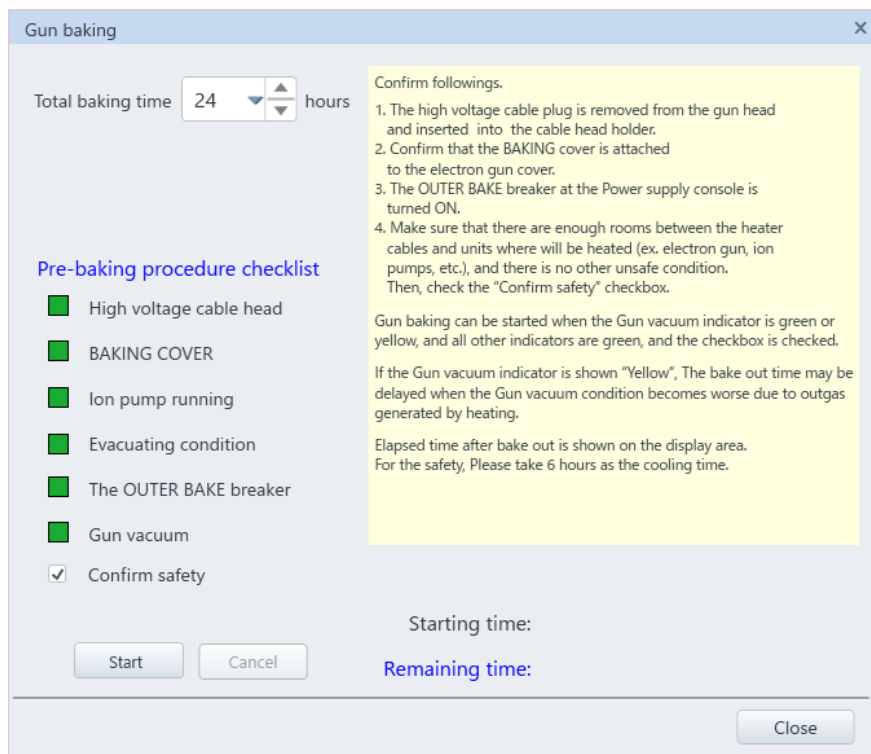 Gun baking
Total baking time 24 hours
Confirm followings.
1. The high voltage cable plug is removed from the gun head
and inserted into the cable head holder.
2. Confirm that the BAKING cover is attached
to the electron gun cover.
3. The OUTER BAKE breaker at the Power supply console is
turned ON.
4. Make sure that there are enough rooms between the heater
cables and units where will be heated (ex. electron gun, ion
pumps, etc.), and there is no other unsafe condition.
Then, check the “Confirm safety” checkbox.
Gun baking can be started when the Gun vacuum indicator is green or
yellow, and all other indicators are green, and the checkbox is checked.
If the Gun vacuum indicator is shown “Yellow”, The bake out time may be
delayed when the Gun vacuum condition becomes worse due to outgas
generated by heating.
Elapsed time after bake out is shown on the display area.
For the safety, Please take 6 hours as the cooling time.
Pre-baking procedure checklist
High voltage cable head
BAKING COVER
Ion pump running
Evacuating condition
The OUTER BAKE breaker
Gun vacuum
Confirm safety
Starting time:
Start Cancel
Remaining time:
Close